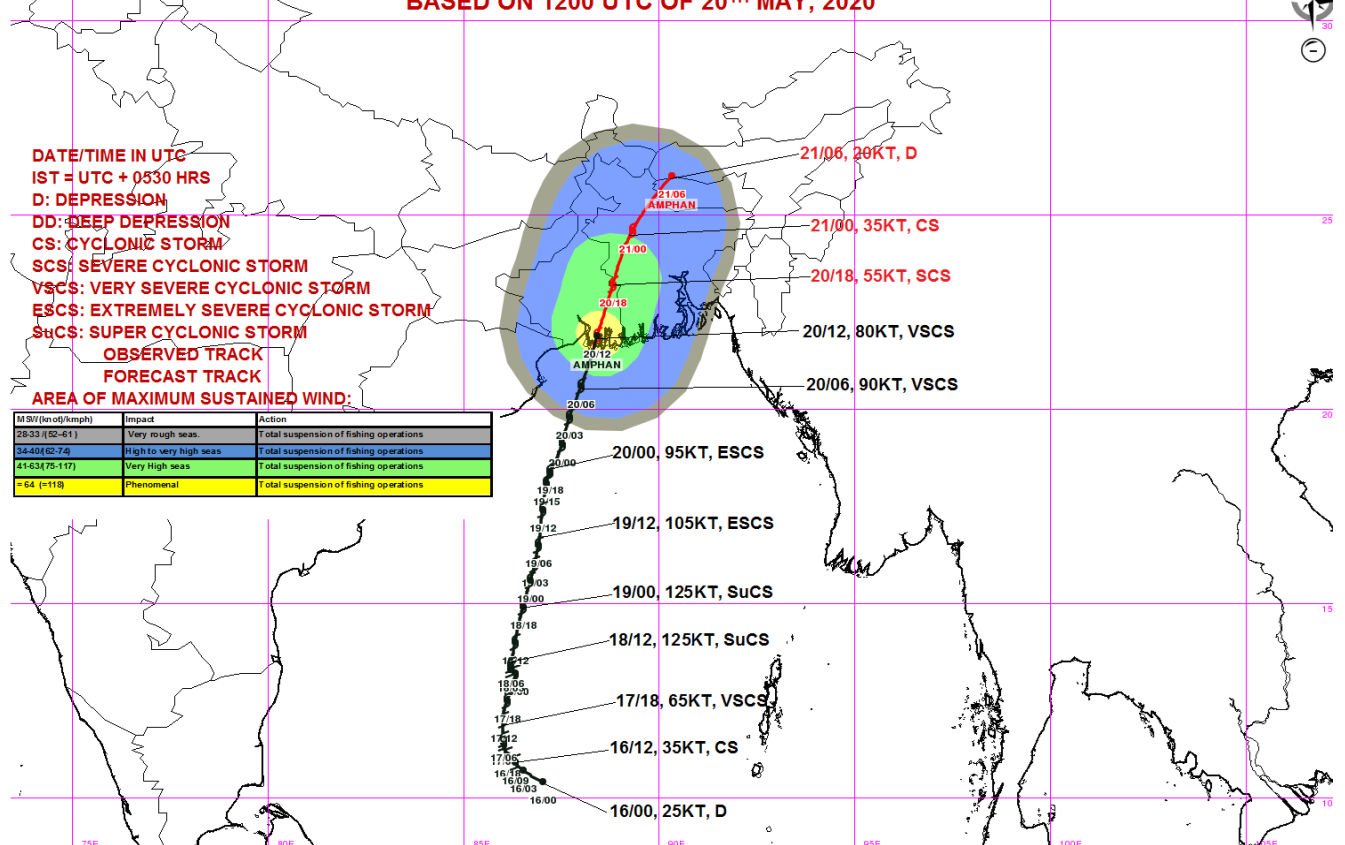 BASED ON 1200 UTC OF 20TH MAY, 2020
30
DATE/TIME IN UTC
IST = UTC + 0530 HRS
D: DEPRESSION
DD: DEEP DEPRESSION
CS: CYCLONIC STORM
SCS: SEVERE CYCLONIC STORM
VSCS: VERY SEVERE CYCLONIC STORM
ESCS: EXTREMELY SEVERE CYCLONIC STORM
SuCS: SUPER CYCLONIC STORM
OBSERVED TRACK
FORECAST TRACK
AREA OF MAXIMUM SUSTAINED WIND:
MSW(knot)/kmph) Impact Action
28-33 /(52–61 ) Very rough seas. Total suspension of fishing operations
34-40/(62-74) High to very high seas Total suspension of fishing operations
41-63/(75-117) Very High seas Total suspension of fishing operations
= 64 (=118) Phenomenal Total suspension of fishing operations
21/06, 20KT, D
21/06
AMPHAN
25
21/00, 35KT, CS
21/00
20/18, 55KT, SCS
20/18
20/12, 80KT, VSCS
20/12
AMPHAN
20/06, 90KT, VSCS
20/06
20
20/03
20/00, 95KT, ESCS
20/00
19/18
19/15
19/12, 105KT, ESCS
19/12
19/06
19/03
19/00, 125KT, SuCS
19/00
15
18/18
18/12, 125KT, SuCS
18/06
17/18, 65KT, VSCS
17/18
17/12
16/12, 35KT, CS
17/06
16/18
16/09
16/03
16/00
10
16/00, 25KT, D
75E 80E 85E 90E 95E 100E 105E